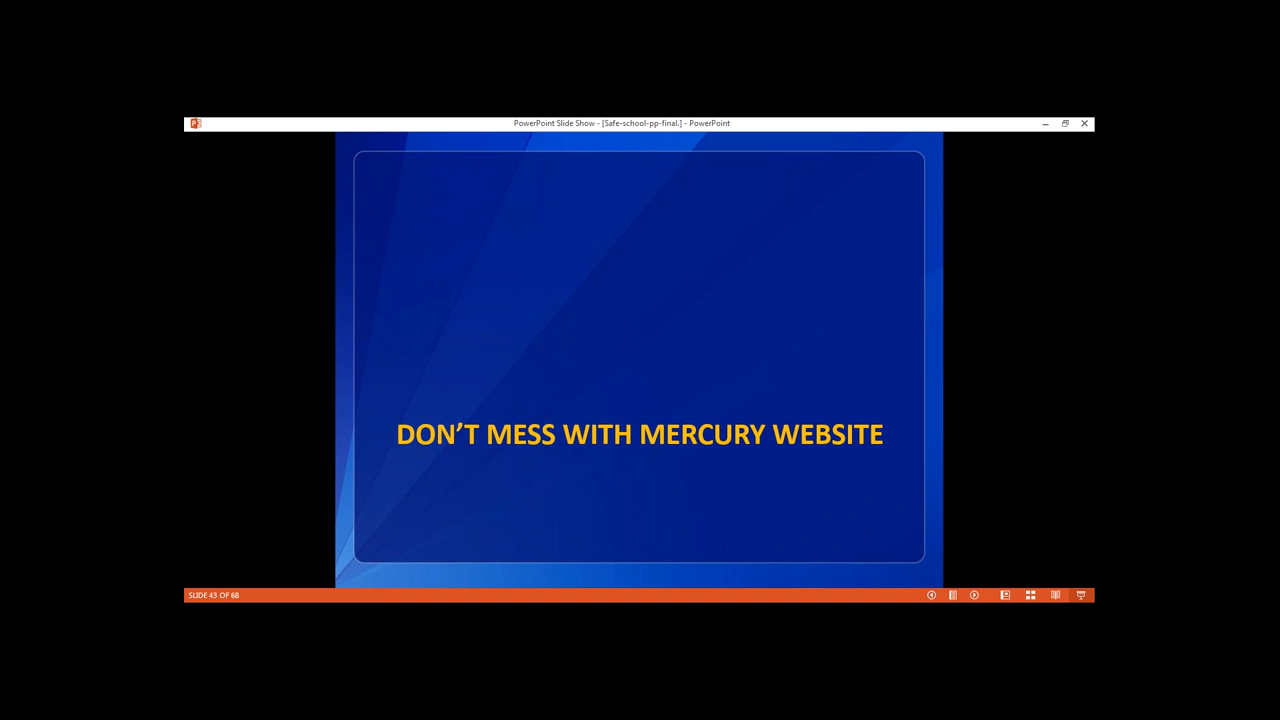 PowerPoint Slide Show - [Safe-school-pp-final.] - PowerPoint
DON’T MESS WITH MERCURY WEBSITE
SLIDE 43 OF 68